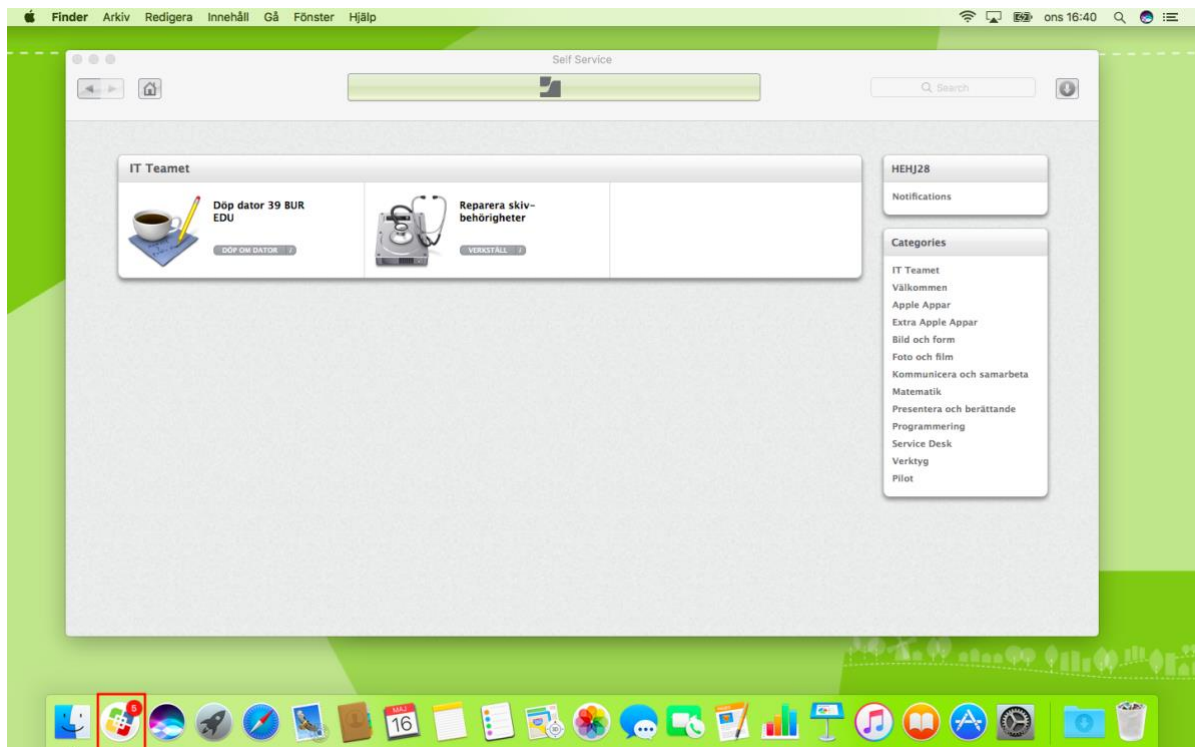 Finder Arkiv Redigera Innehåll Gå Fönster Hjälp ons 16:40
Self Service
Search
IT Teamet
Döp dator 39 BUR
EDU
DÖP OM DATOR i
Reparera skiv-
behörigheter
VERKSTÄLL i
HEHJ28
Notifications
Categories
IT Teamet
Välkommen
Apple Appar
Extra Apple Appar
Bild och form
Foto och film
Kommunicera och samarbeta
Matematik
Presentera och berättande
Programmering
Service Desk
Verktyg
Pilot
5
MAJ
16